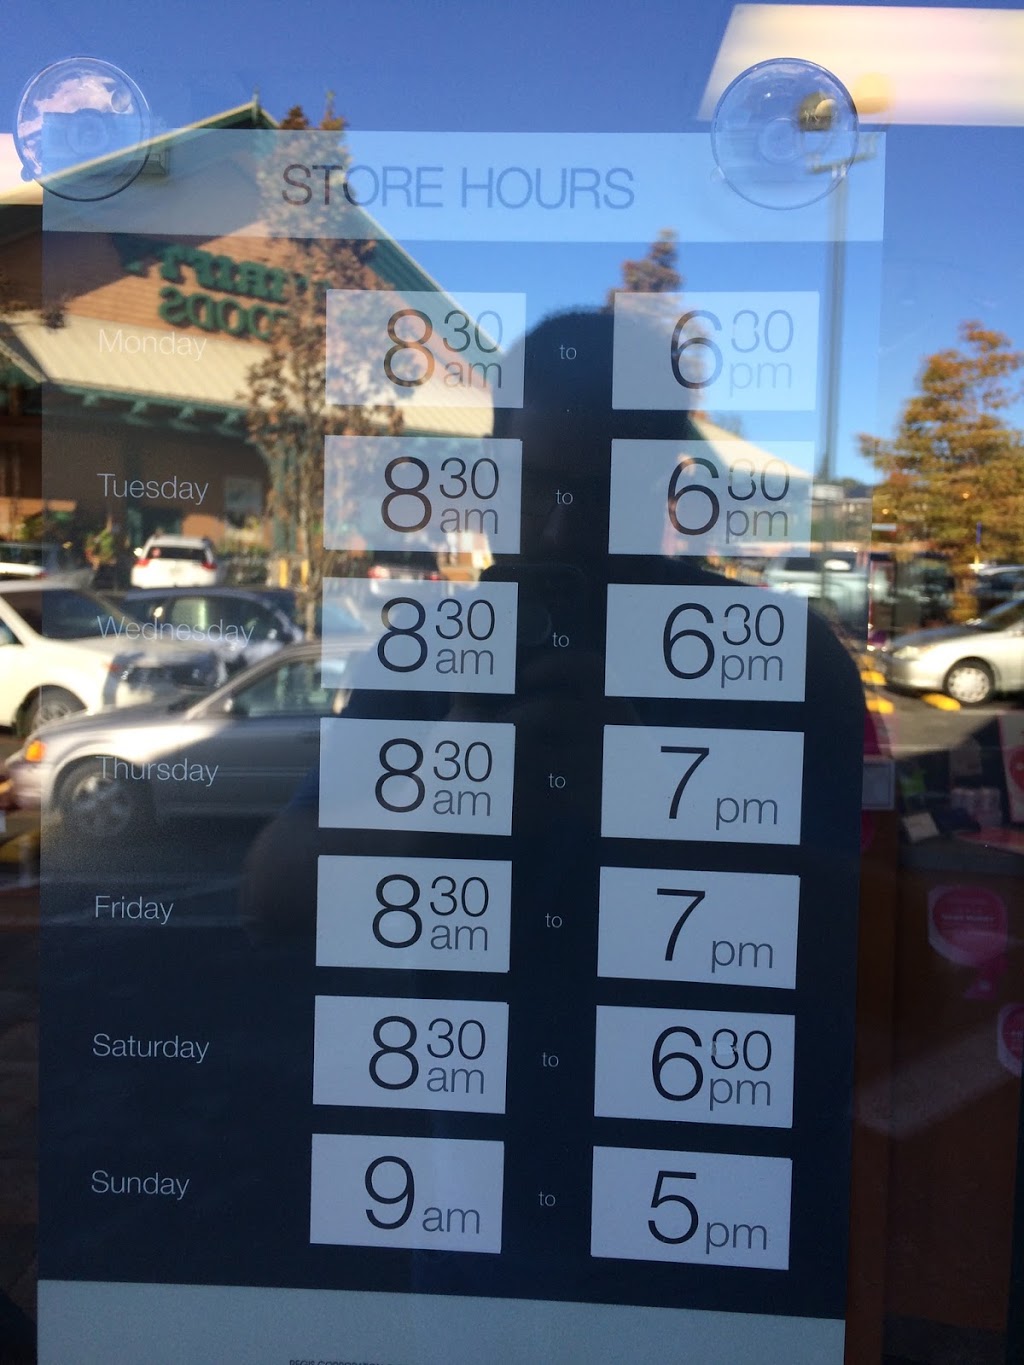 STORE HOURS
Monday 8 30 am to 6 30 pm
Tuesday 8 30 am to 6 30 pm
Wednesday 8 30 am to 6 30 pm
Thursday 8 30 am to 7 pm
Friday 8 30 am to 7 pm
Saturday 8 30 am to 6 30 pm
Sunday 9 am to 5 pm